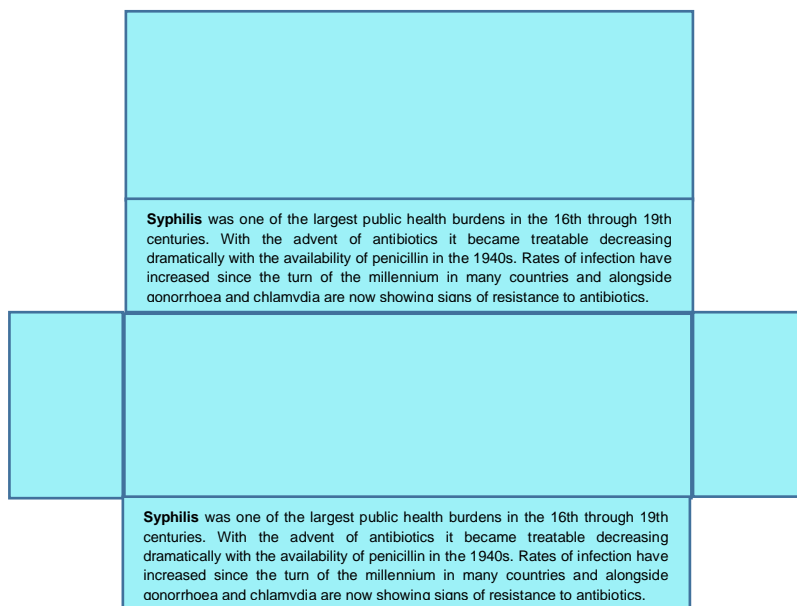 Syphilis was one of the largest public health burdens in the 16th through 19th
centuries. With the advent of antibiotics it became treatable decreasing
dramatically with the availability of penicillin in the 1940s. Rates of infection have
increased since the turn of the millennium in many countries and alongside
gonorrhoea and chlamydia are now showing signs of resistance to antibiotics.
Syphilis was one of the largest public health burdens in the 16th through 19th
centuries. With the advent of antibiotics it became treatable decreasing
dramatically with the availability of penicillin in the 1940s. Rates of infection have
increased since the turn of the millennium in many countries and alongside
gonorrhoea and chlamydia are now showing signs of resistance to antibiotics.